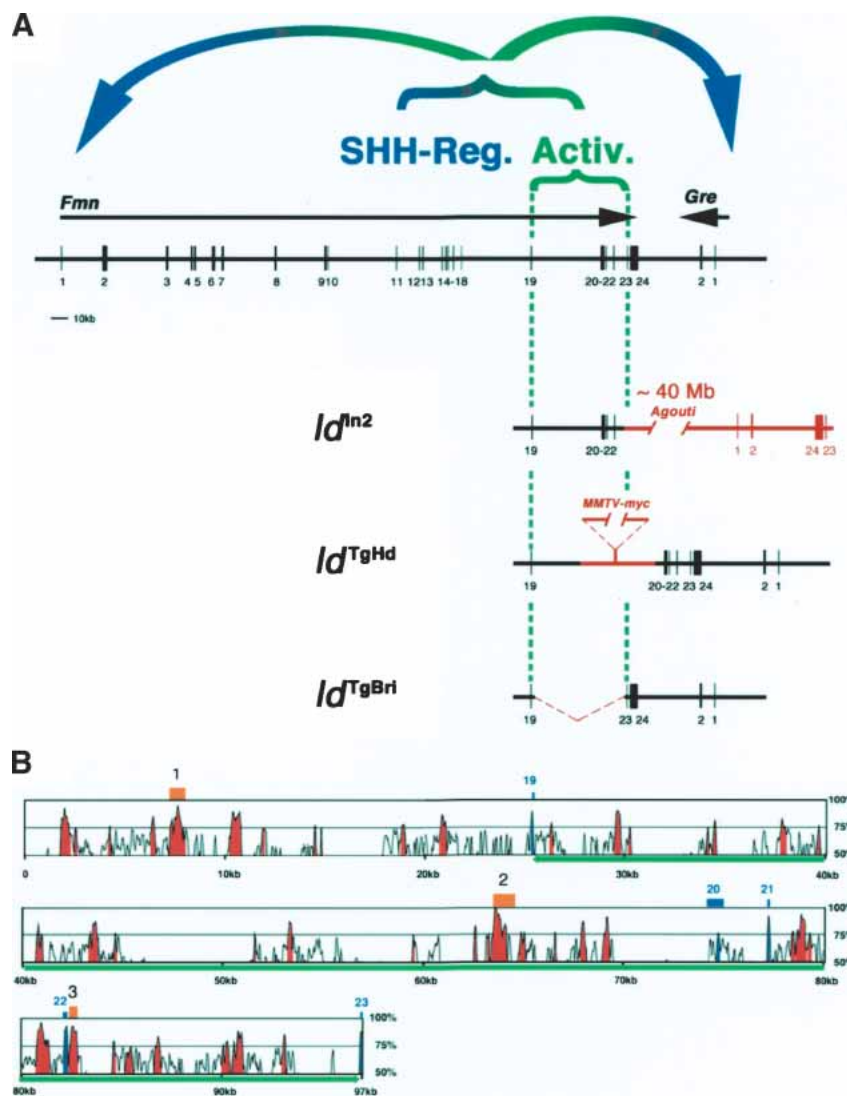 A
SHH-Reg. Activ.
Fmn
Gre
1 2 3 4 5 6 7 8 9 10 11 12 13 14-18 19 20-22 23 24 2 1
10kb
~ 40 Mb
Agouti
ld In2
19 20-22 1 2 24 23
MMTV-myc
ld TgHd
19 20-22 23 24 2 1
ld TgBri
19 23 24 2 1
B
1 19
100%
75%
50%
0 10kb 20kb 30kb 40kb
2 20 21
100%
75%
50%
40kb 50kb 60kb 70kb 80kb
22 3 23
100%
75%
50%
80kb 90kb 97kb